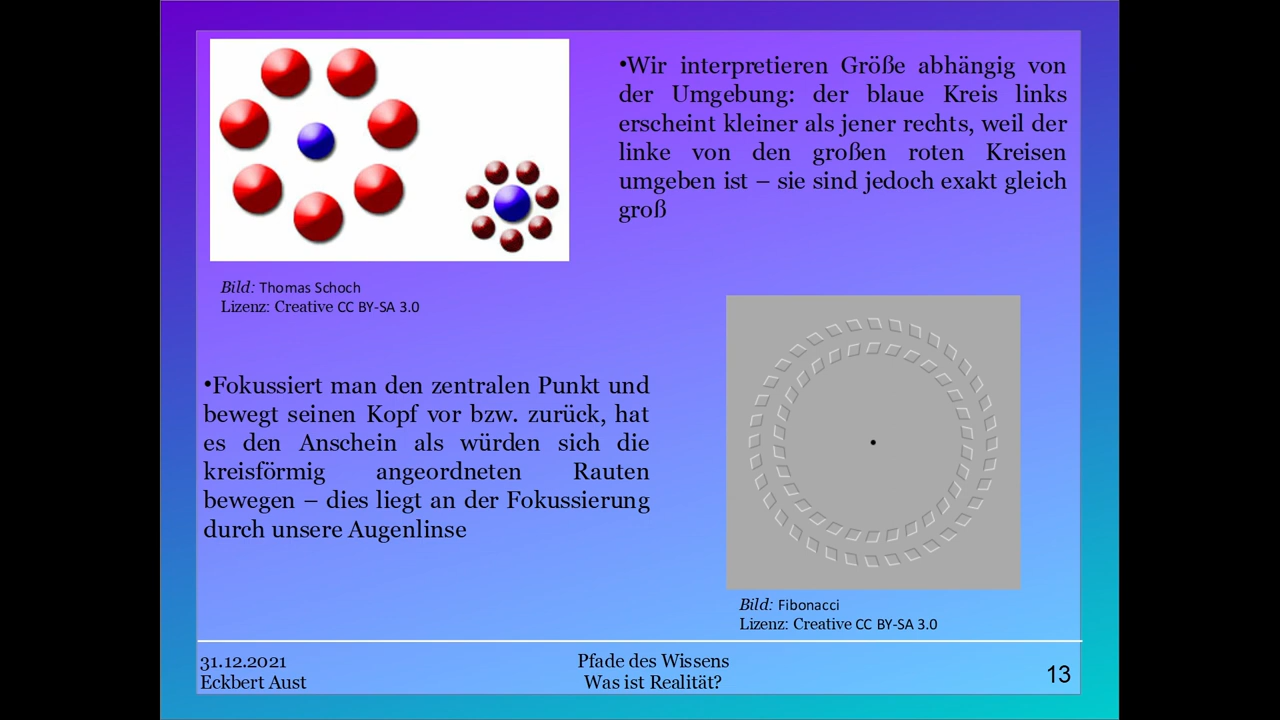 •Wir interpretieren Größe abhängig von
der Umgebung: der blaue Kreis links
erscheint kleiner als jener rechts, weil der
linke von den großen roten Kreisen
umgeben ist – sie sind jedoch exakt gleich
groß
Bild: Thomas Schoch
Lizenz: Creative CC BY-SA 3.0
•Fokussiert man den zentralen Punkt und
bewegt seinen Kopf vor bzw. zurück, hat
es den Anschein als würden sich die
kreisförmig angeordneten Rauten
bewegen – dies liegt an der Fokussierung
durch unsere Augenlinse
Bild: Fibonacci
Lizenz: Creative CC BY-SA 3.0
31.12.2021
Eckbert Aust
Pfade des Wissens
Was ist Realität?
13